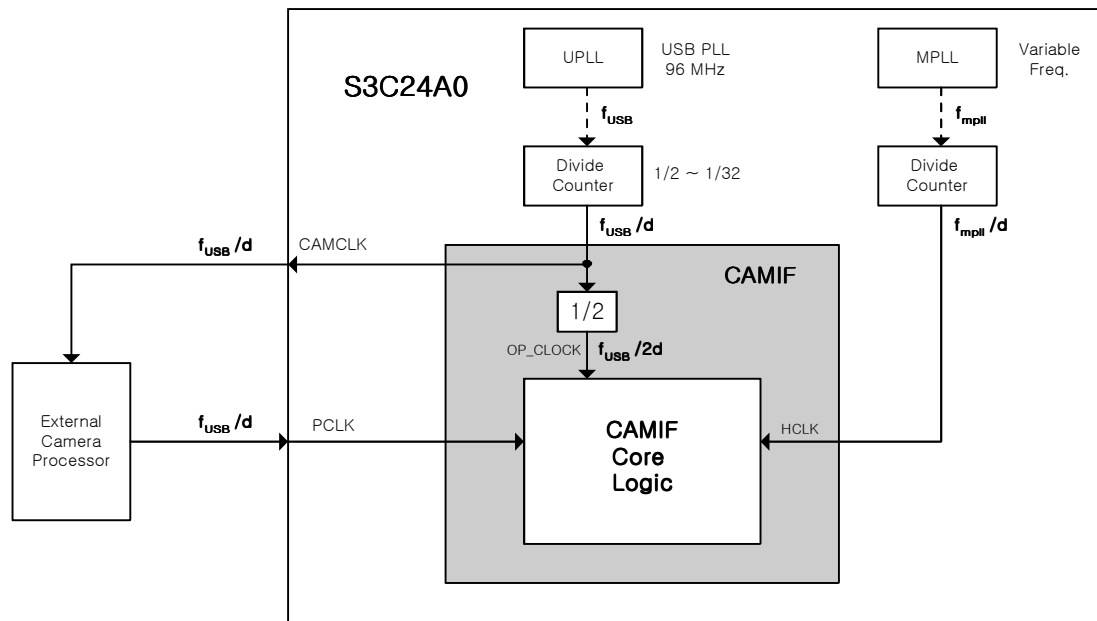 UPLL
USB PLL
96 MHz
MPLL
Variable
Freq.
S3C24A0
fUSB
fmpll
Divide
Counter
1/2 ~ 1/32
Divide
Counter
fUSB /d
fmpll /d
fUSB /d
CAMCLK
CAMIF
1/2
OP_CLOCK
fUSB /2d
External
Camera
Processor
fUSB /d
PCLK
CAMIF
Core
Logic
HCLK